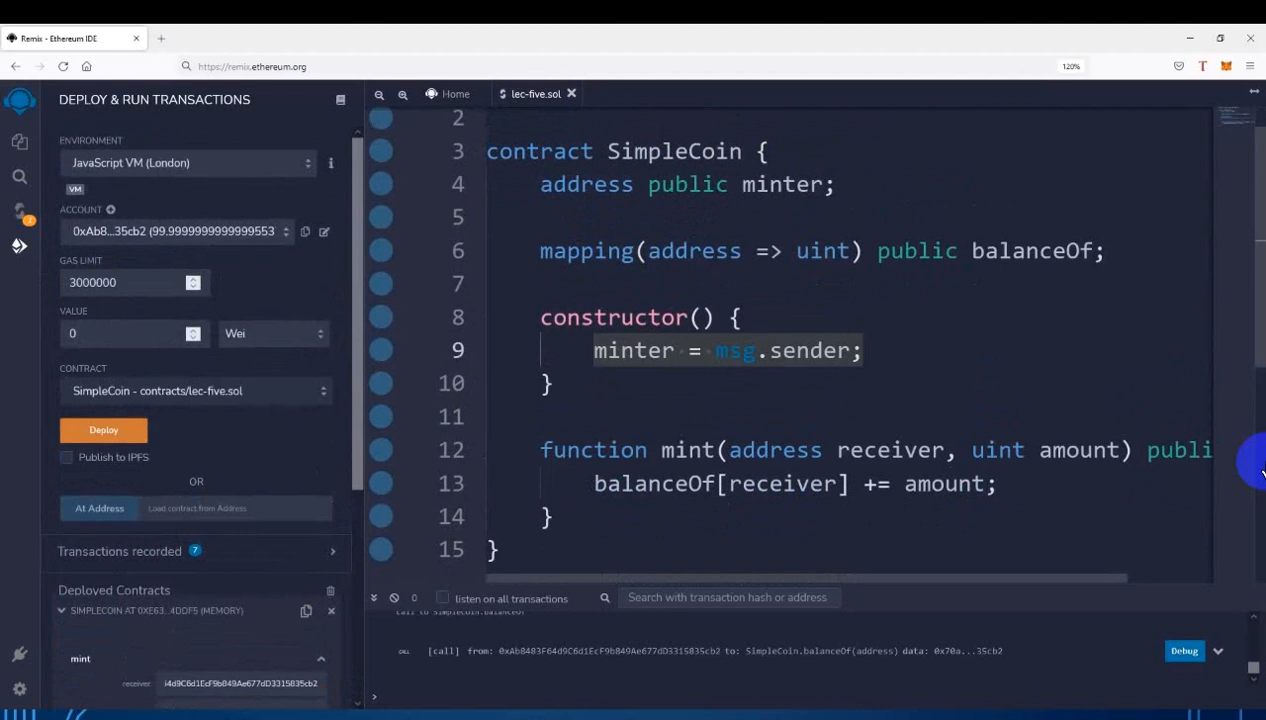 Remix - Ethereum IDE
https://remix.ethereum.org
120%
DEPLOY & RUN TRANSACTIONS
ENVIRONMENT
JavaScript VM (London)
VM
ACCOUNT
0xAb8...35cb2 (99.9999999999999553
GAS LIMIT
3000000
VALUE
0
Wei
CONTRACT
SimpleCoin - contracts/lec-five.sol
Deploy
Publish to IPFS
OR
At Address
Load contract from Address
Transactions recorded 7
Deployed Contracts
SIMPLECOIN AT 0XE63...4DDF5 (MEMORY)
mint
receiver:
i4d9C6d1EcF9b849Ae677dD3315835cb2
Home
lec-five.sol
2
3 contract SimpleCoin {
4 address public minter;
5
6 mapping(address => uint) public balanceOf;
7
8 constructor() {
9 minter = msg.sender;
10 }
11
12 function mint(address receiver, uint amount) publi
13 balanceOf[receiver] += amount;
14 }
15 }
0
listen on all transactions
Search with transaction hash or address
call to SimpleCoin.balanceOf
CALL [call] from: 0xAb8483F64d9C6d1EcF9b849Ae677dD3315835cb2 to: SimpleCoin.balanceOf(address) data: 0x70a...35cb2
Debug
>